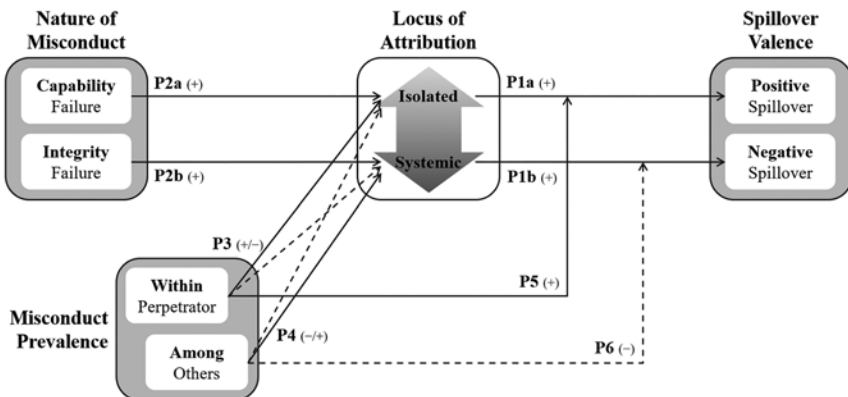 Nature of
Misconduct
Locus of
Attribution
Spillover
Valence
Capability
Failure
P2a (+)
Isolated
P1a (+)
Positive
Spillover
Integrity
Failure
P2b (+)
Systemic
P1b (+)
Negative
Spillover
P3 (+/−)
Within
Perpetrator
P5 (+)
Misconduct
Prevalence
P4 (−/+)
Among
Others
P6 (−)